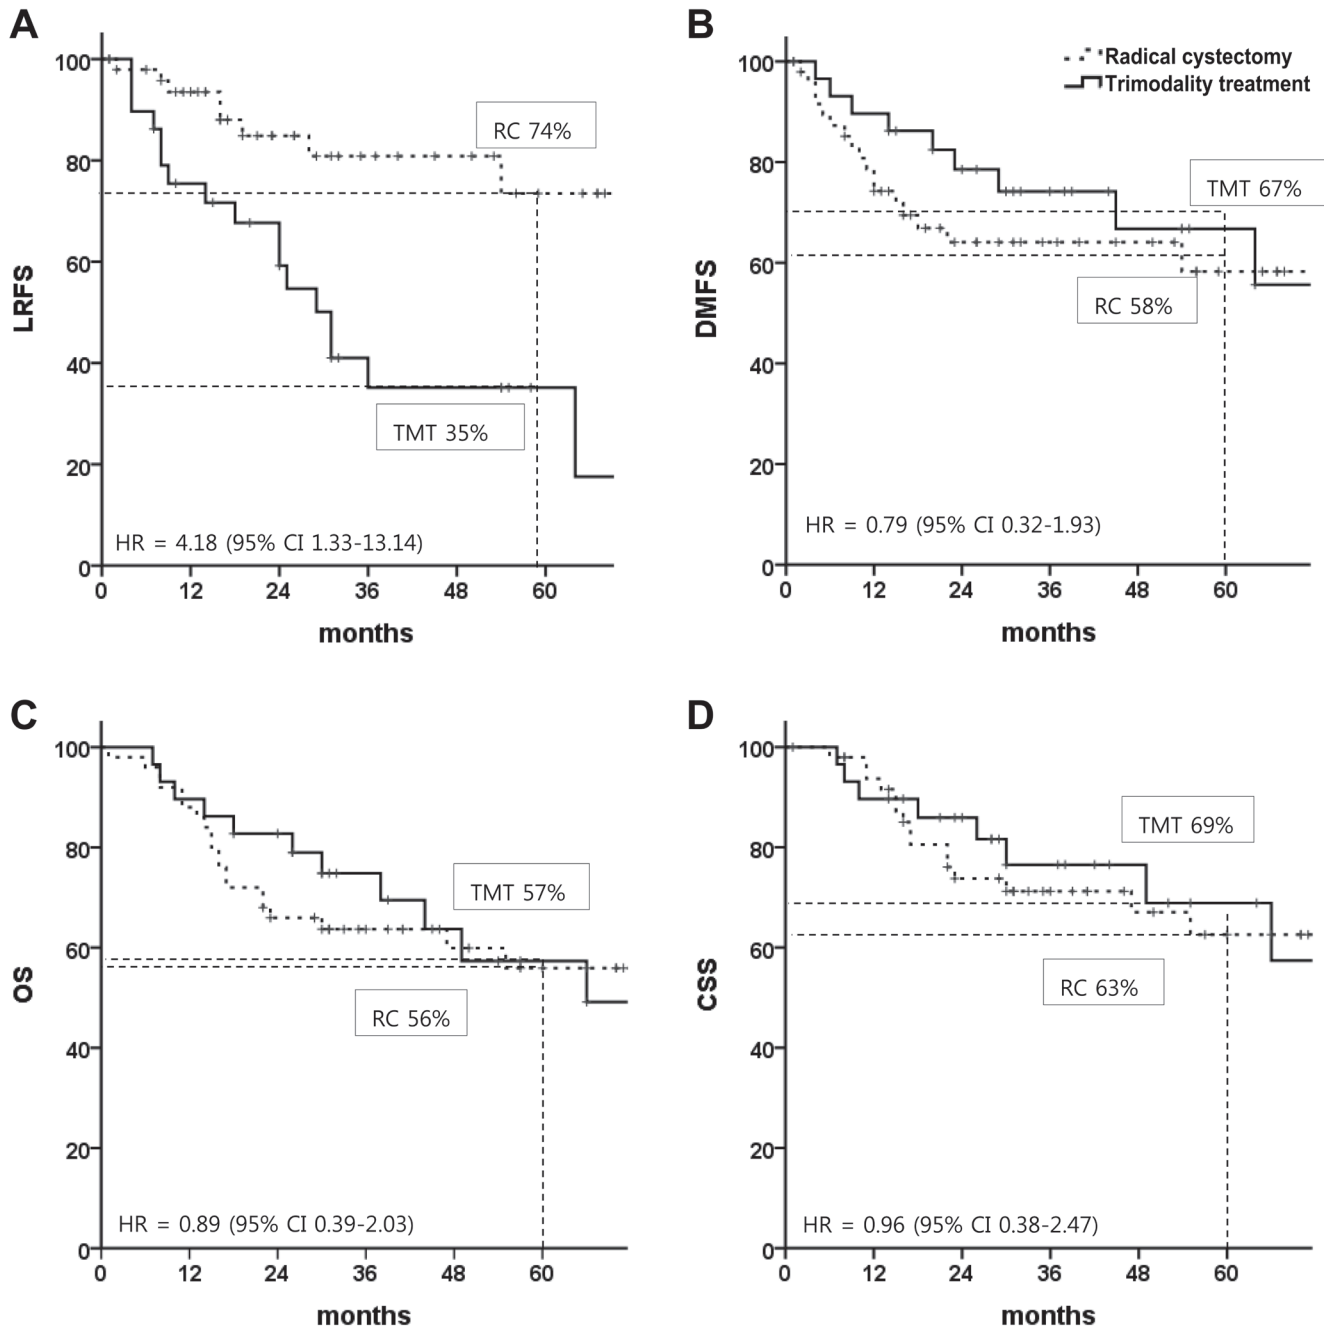 A
100
80
60
40
20
0
LRFS
RC 74%
TMT 35%
HR = 4.18 (95% CI 1.33-13.14)
0 12 24 36 48 60
months
B
Radical cystectomy
Trimodality treatment
100
80
60
40
20
0
DMFS
TMT 67%
RC 58%
HR = 0.79 (95% CI 0.32-1.93)
0 12 24 36 48 60
months
C
100
80
60
40
20
0
OS
TMT 57%
RC 56%
HR = 0.89 (95% CI 0.39-2.03)
0 12 24 36 48 60
months
D
100
80
60
40
20
0
CSS
TMT 69%
RC 63%
HR = 0.96 (95% CI 0.38-2.47)
0 12 24 36 48 60
months